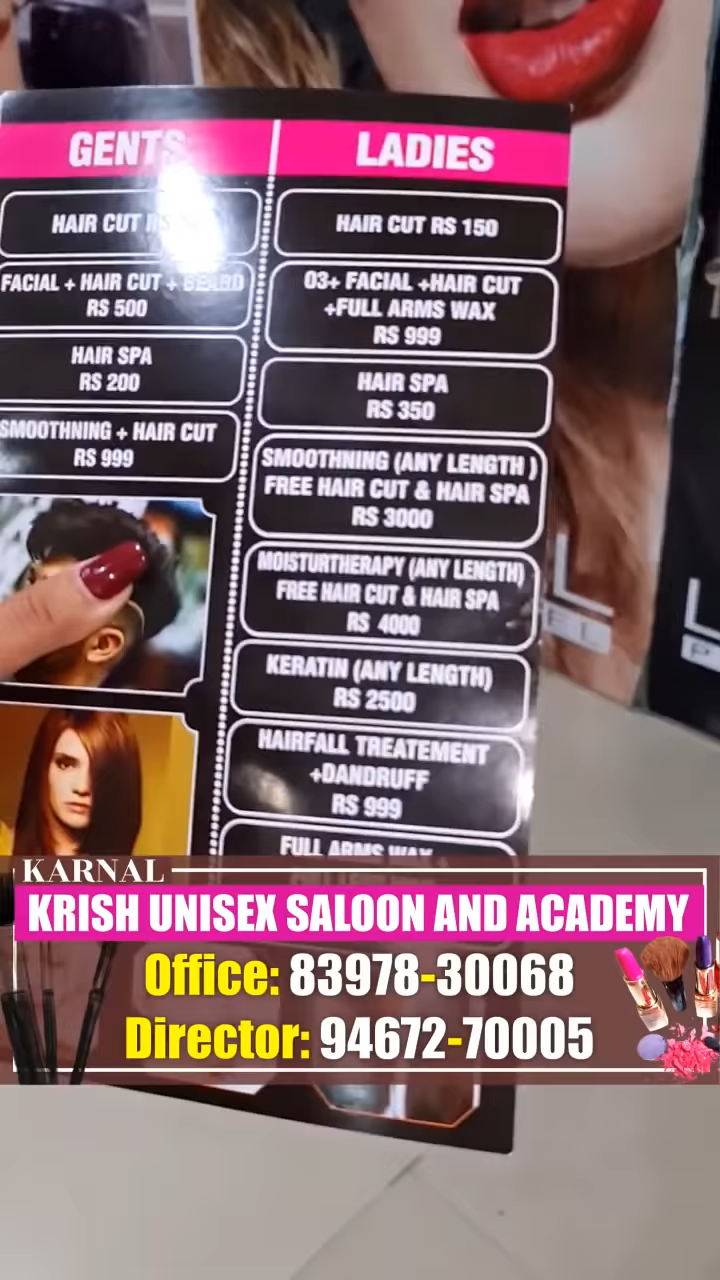 GENTS
HAIR CUT RS
FACIAL + HAIR CUT + BEARD
RS 500
HAIR SPA
RS 200
SMOOTHNING + HAIR CUT
RS 999
LADIES
HAIR CUT RS 150
03+ FACIAL +HAIR CUT
+FULL ARMS WAX
RS 999
HAIR SPA
RS 350
SMOOTHNING (ANY LENGTH )
FREE HAIR CUT & HAIR SPA
RS 3000
MOISTURTHERAPY (ANY LENGTH)
FREE HAIR CUT & HAIR SPA
RS 4000
KERATIN (ANY LENGTH)
RS 2500
HAIRFALL TREATEMENT
+DANDRUFF
RS 999
FULL ARMS WAX +
KARNAL
KRISH UNISEX SALOON AND ACADEMY
Office: 83978-30068
Director: 94672-70005